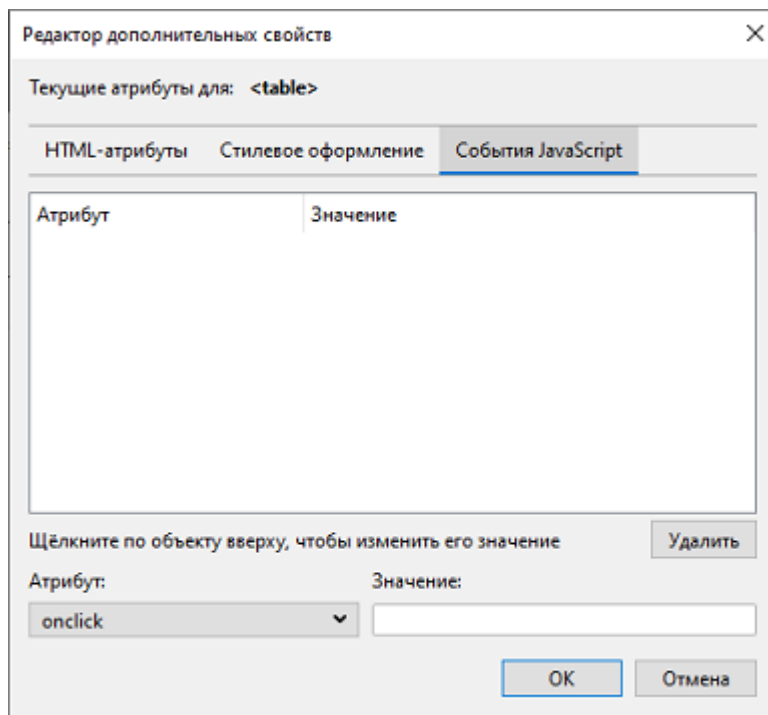 Редактор дополнительных свойств
Текущие атрибуты для: <table>
HTML-атрибуты Стилевое оформление События JavaScript
Атрибут Значение
Щёлкните по объекту вверху, чтобы изменить его значение Удалить
Атрибут: Значение:
onclick
ОК Отмена